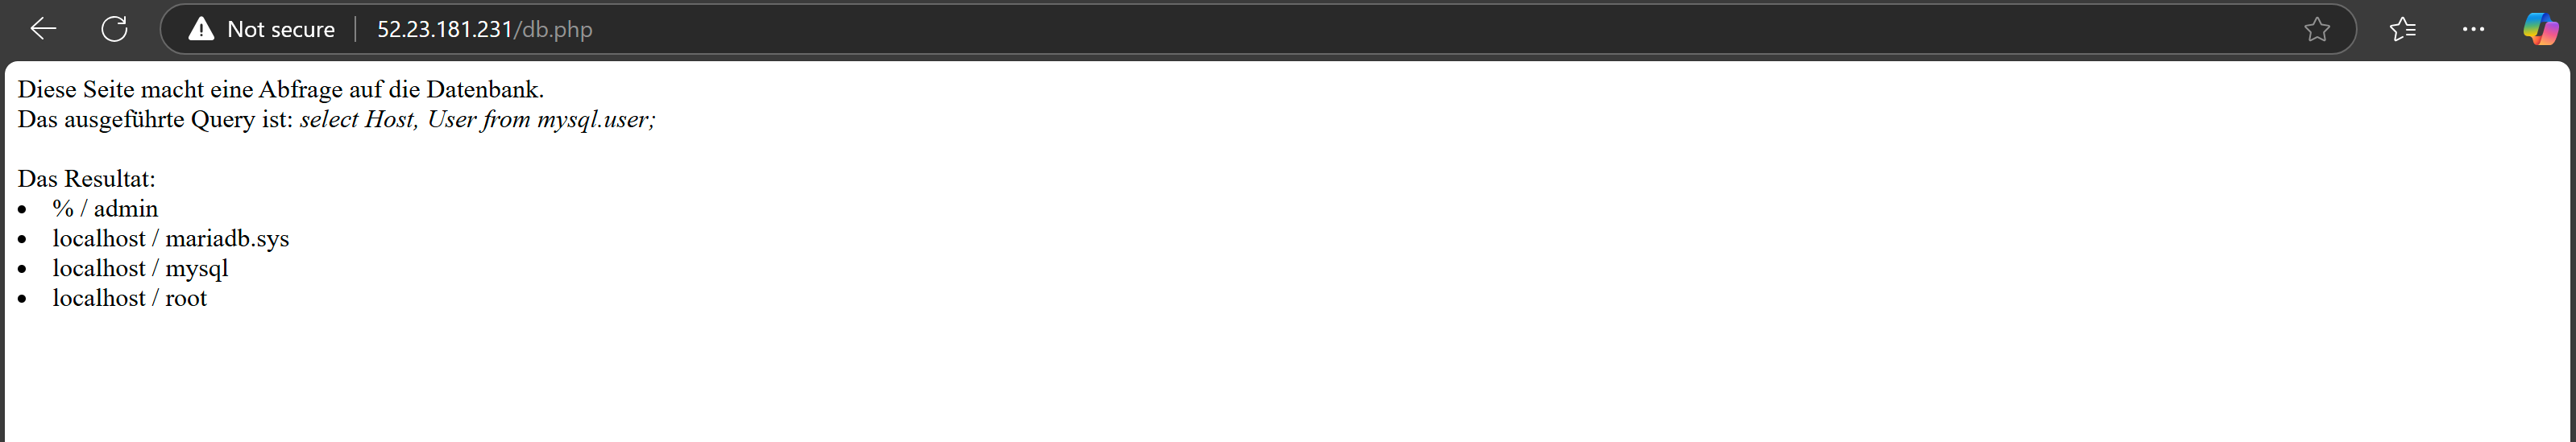 Not secure 52.23.181.231/db.php
Diese Seite macht eine Abfrage auf die Datenbank.
Das ausgeführte Query ist: select Host, User from mysql.user;
Das Resultat:
• % / admin
• localhost / mariadb.sys
• localhost / mysql
• localhost / root